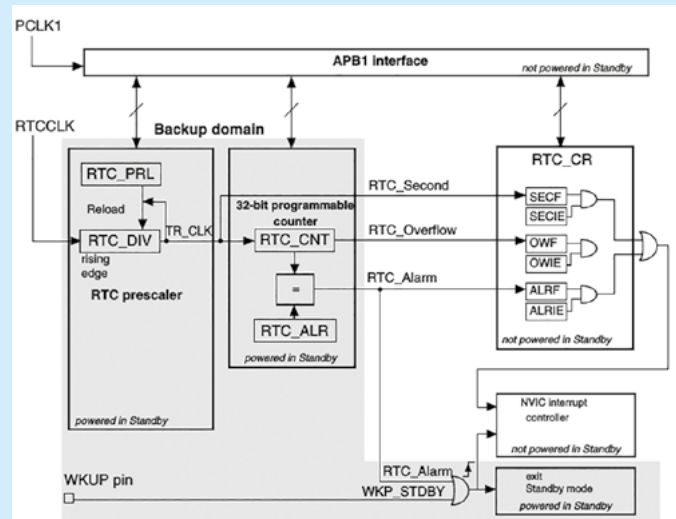 PCLK1
APB1 interface
not powered in Standby
RTCCLK
Backup domain
RTC_PRL
Reload
RTC_DIV
TR_CLK
rising
edge
RTC prescaler
powered in Standby
32-bit programmable
counter
RTC_CNT
=
RTC_ALR
powered in Standby
RTC_Second
RTC_Overflow
RTC_Alarm
RTC_CR
SECF
SECIE
OWF
OWIE
ALRF
ALRIE
not powered in Standby
NVIC interrupt
controller
not powered in Standby
RTC_Alarm
WKUP pin
WKP_STDBY
exit
Standby mode
powered in Standby